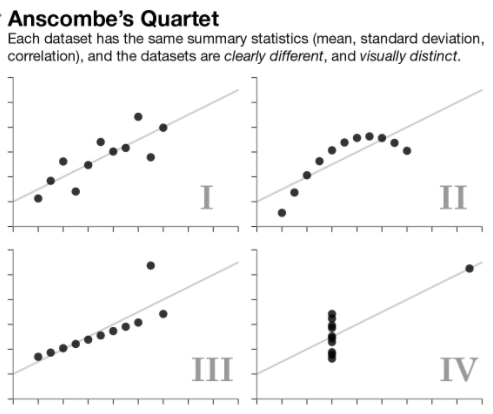 Anscombe's Quartet
Each dataset has the same summary statistics (mean, standard deviation,
correlation), and the datasets are clearly different, and visually distinct.
I
II
III
IV